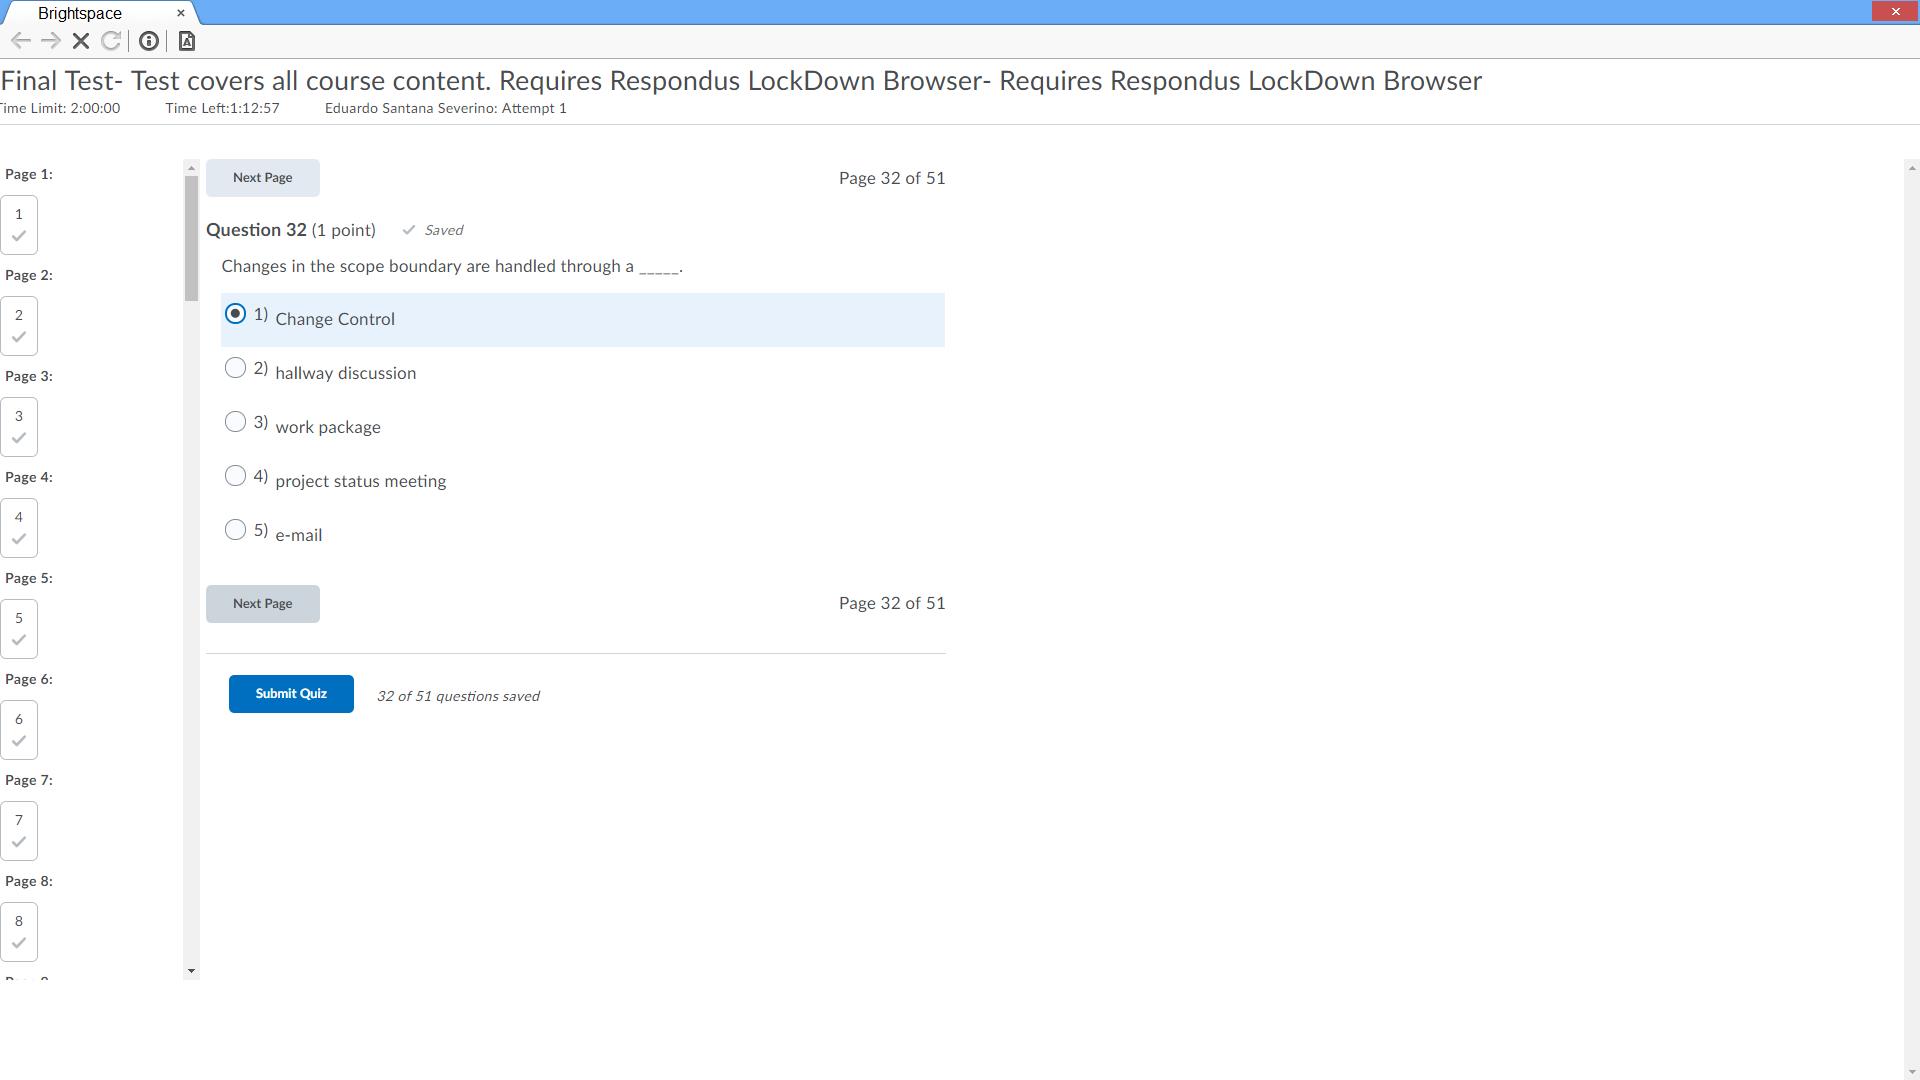 Brightspace
Final Test- Test covers all course content. Requires Respondus LockDown Browser- Requires Respondus LockDown Browser
Time Limit: 2:00:00 Time Left:1:12:57 Eduardo Santana Severino: Attempt 1
Page 1:
1
Page 2:
2
Page 3:
3
Page 4:
4
Page 5:
5
Page 6:
6
Page 7:
7
Page 8:
8
Next Page Page 32 of 51
Question 32 (1 point) Saved
Changes in the scope boundary are handled through a _____.
1) Change Control
2) hallway discussion
3) work package
4) project status meeting
5) e-mail
Next Page Page 32 of 51
Submit Quiz 32 of 51 questions saved